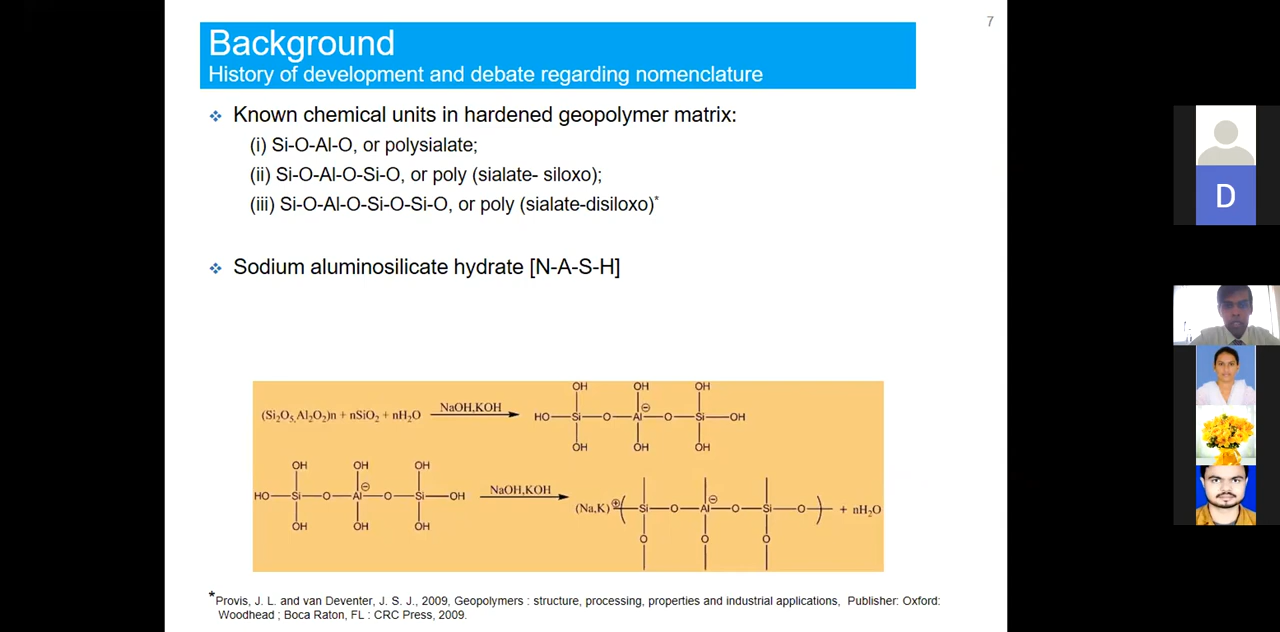 7
Background
History of development and debate regarding nomenclature
❖ Known chemical units in hardened geopolymer matrix:
(i) Si-O-Al-O, or polysialate;
(ii) Si-O-Al-O-Si-O, or poly (sialate- siloxo);
(iii) Si-O-Al-O-Si-O-Si-O, or poly (sialate-disiloxo)*
D
❖ Sodium aluminosilicate hydrate [N-A-S-H]
OH OH OH
(Si₂O₅,Al₂O₂)n + nSiO₂ + nH₂O NaOH,KOH HO—Si—O—Al⊖—O—Si—OH
OH OH OH
OH OH OH
HO—Si—O—Al⊖—O—Si—OH NaOH,KOH (Na,K)⊕—(—Si—O—Al⊖—O—Si—O—)— + nH₂O
OH OH OH O O O
*Provis, J. L. and van Deventer, J. S. J., 2009, Geopolymers : structure, processing, properties and industrial applications, Publisher: Oxford:
Woodhead ; Boca Raton, FL : CRC Press, 2009.